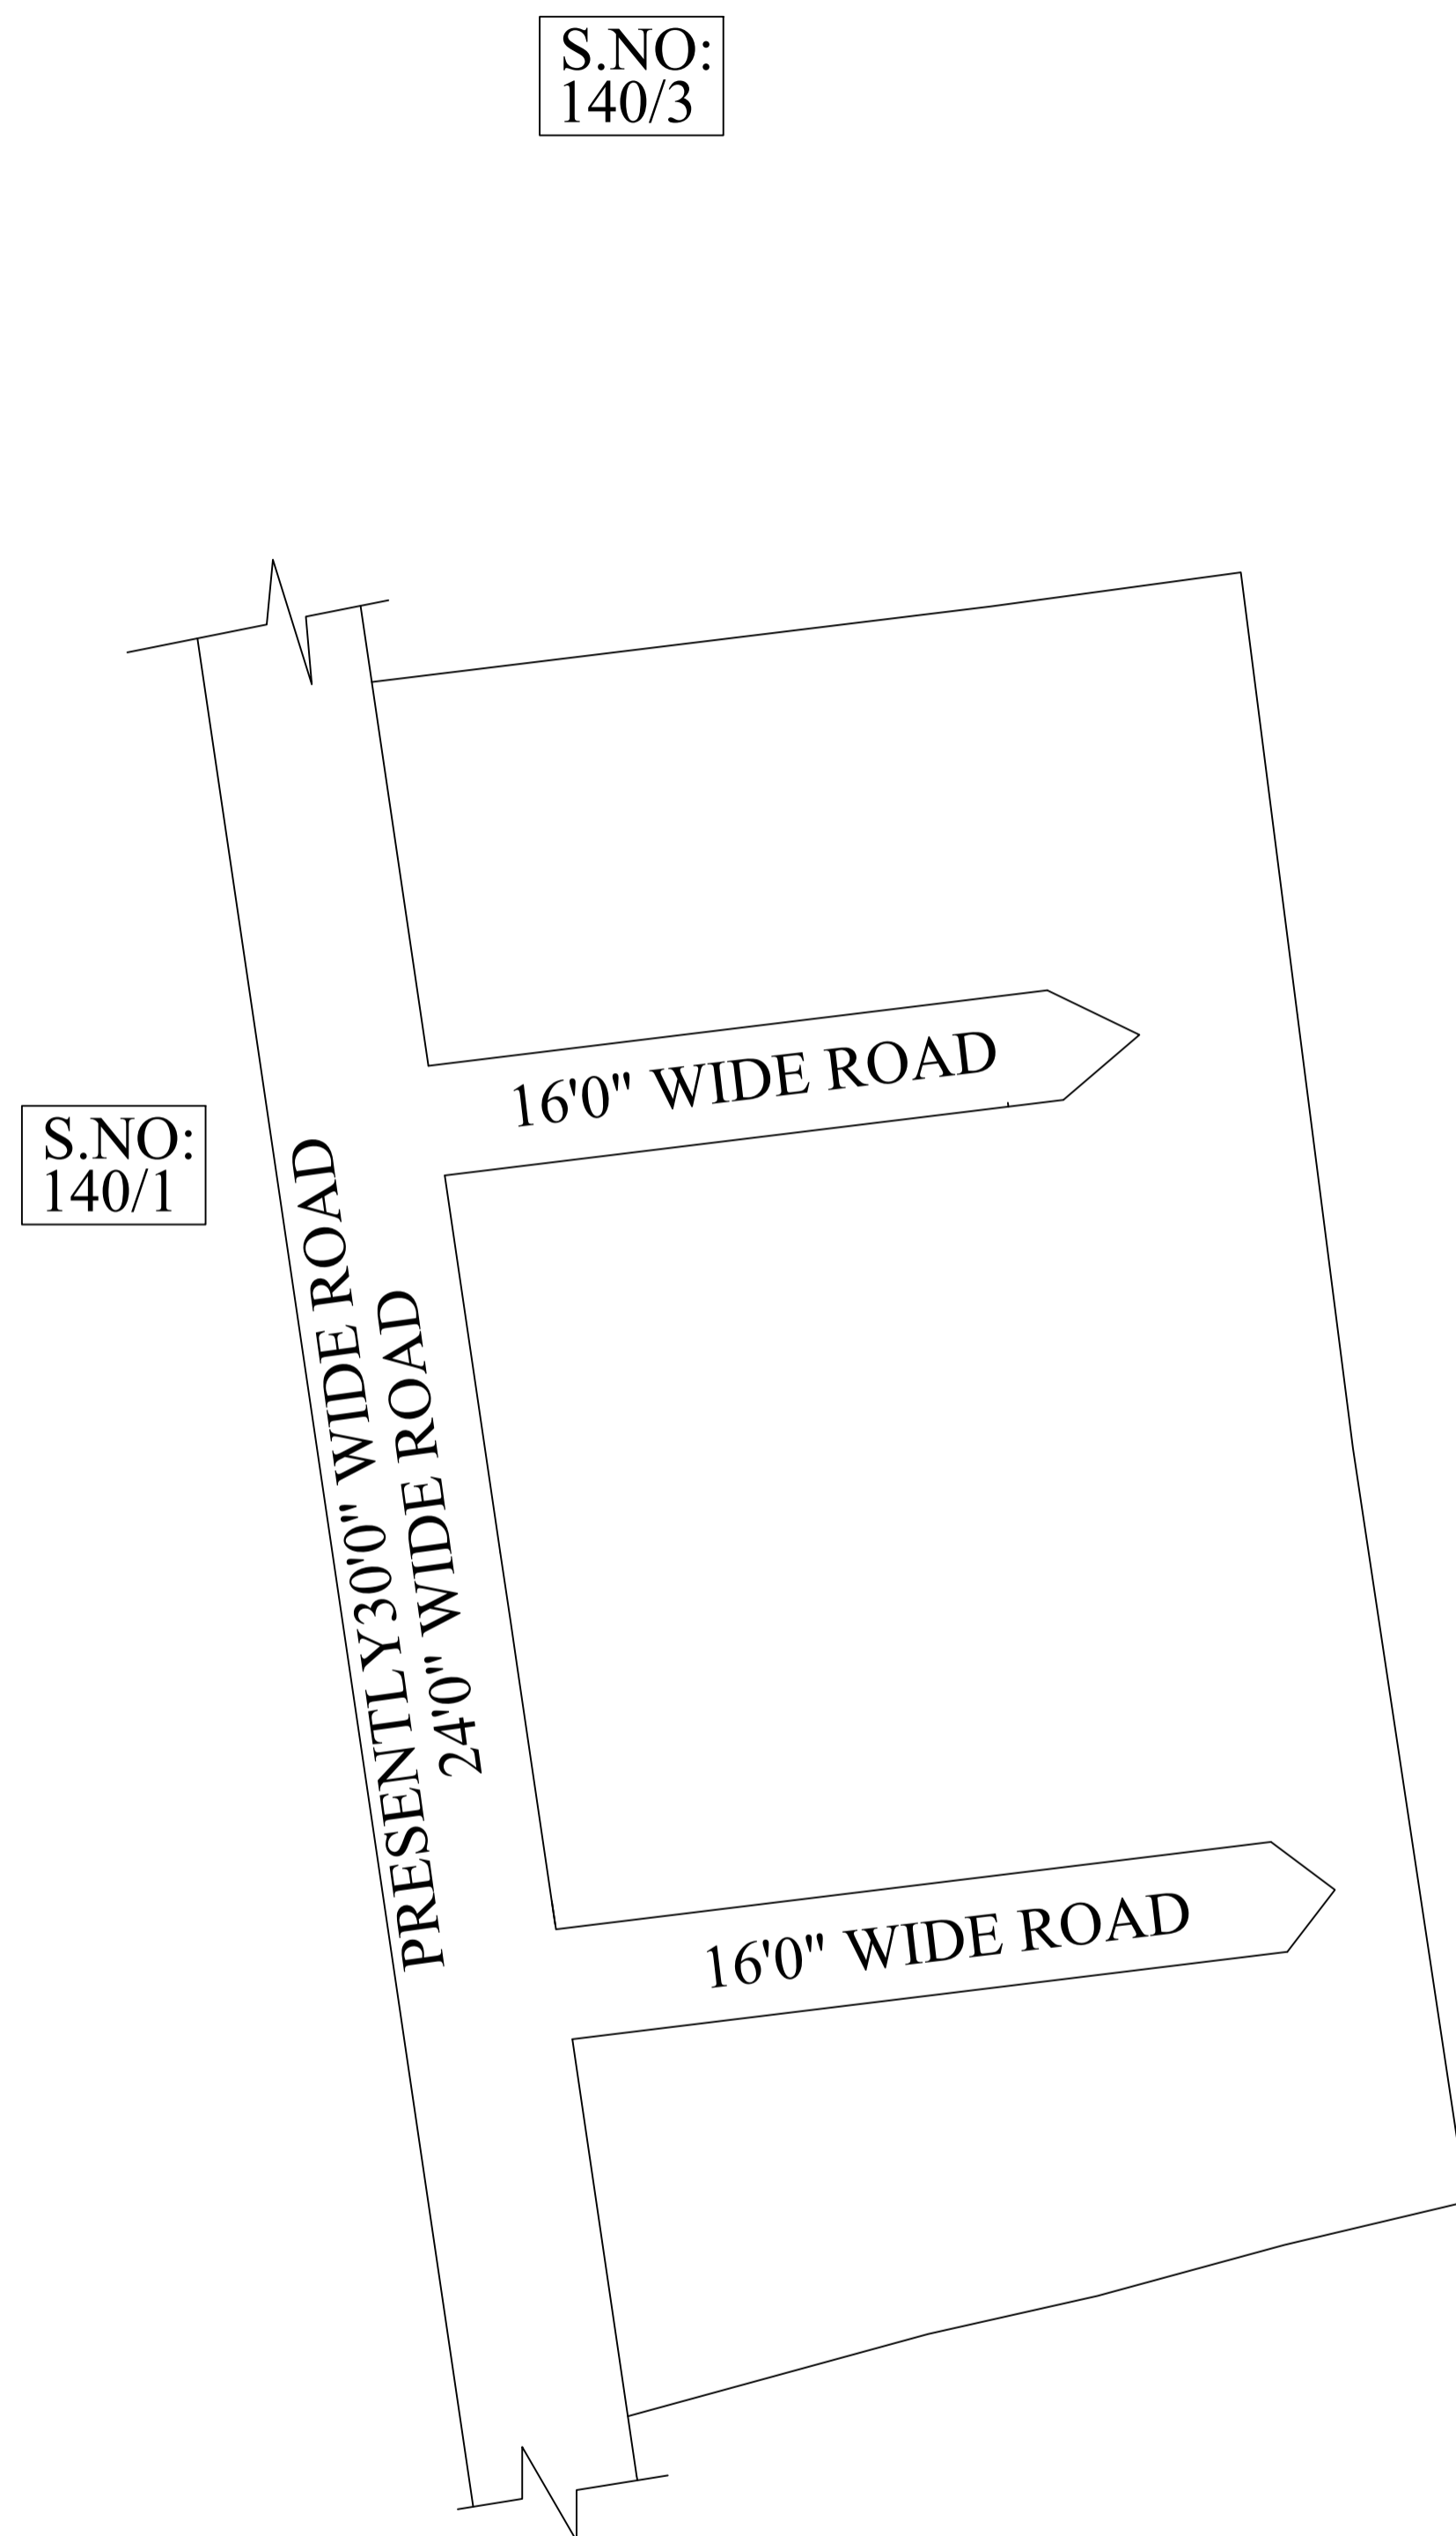 S.NO:
140/3
16'0" WIDE ROAD
S.NO:
140/1
PRESENTLY30'0" WIDE ROAD
24'0" WIDE ROAD
16'0" WIDE ROAD